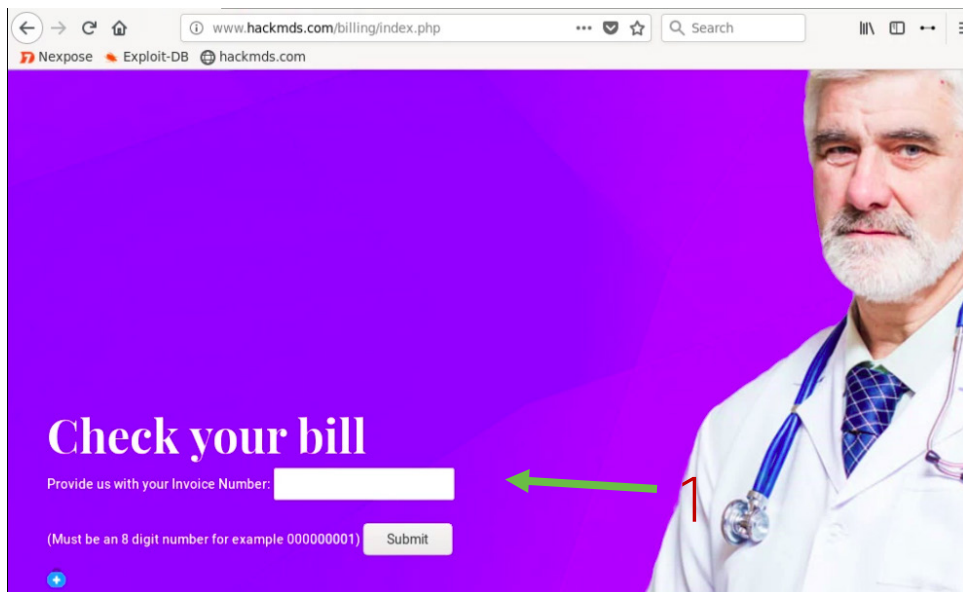 www.hackmds.com/billing/index.php
Search
Nexpose Exploit-DB hackmds.com
Check your bill
Provide us with your Invoice Number:
1
(Must be an 8 digit number for example 000000001) Submit